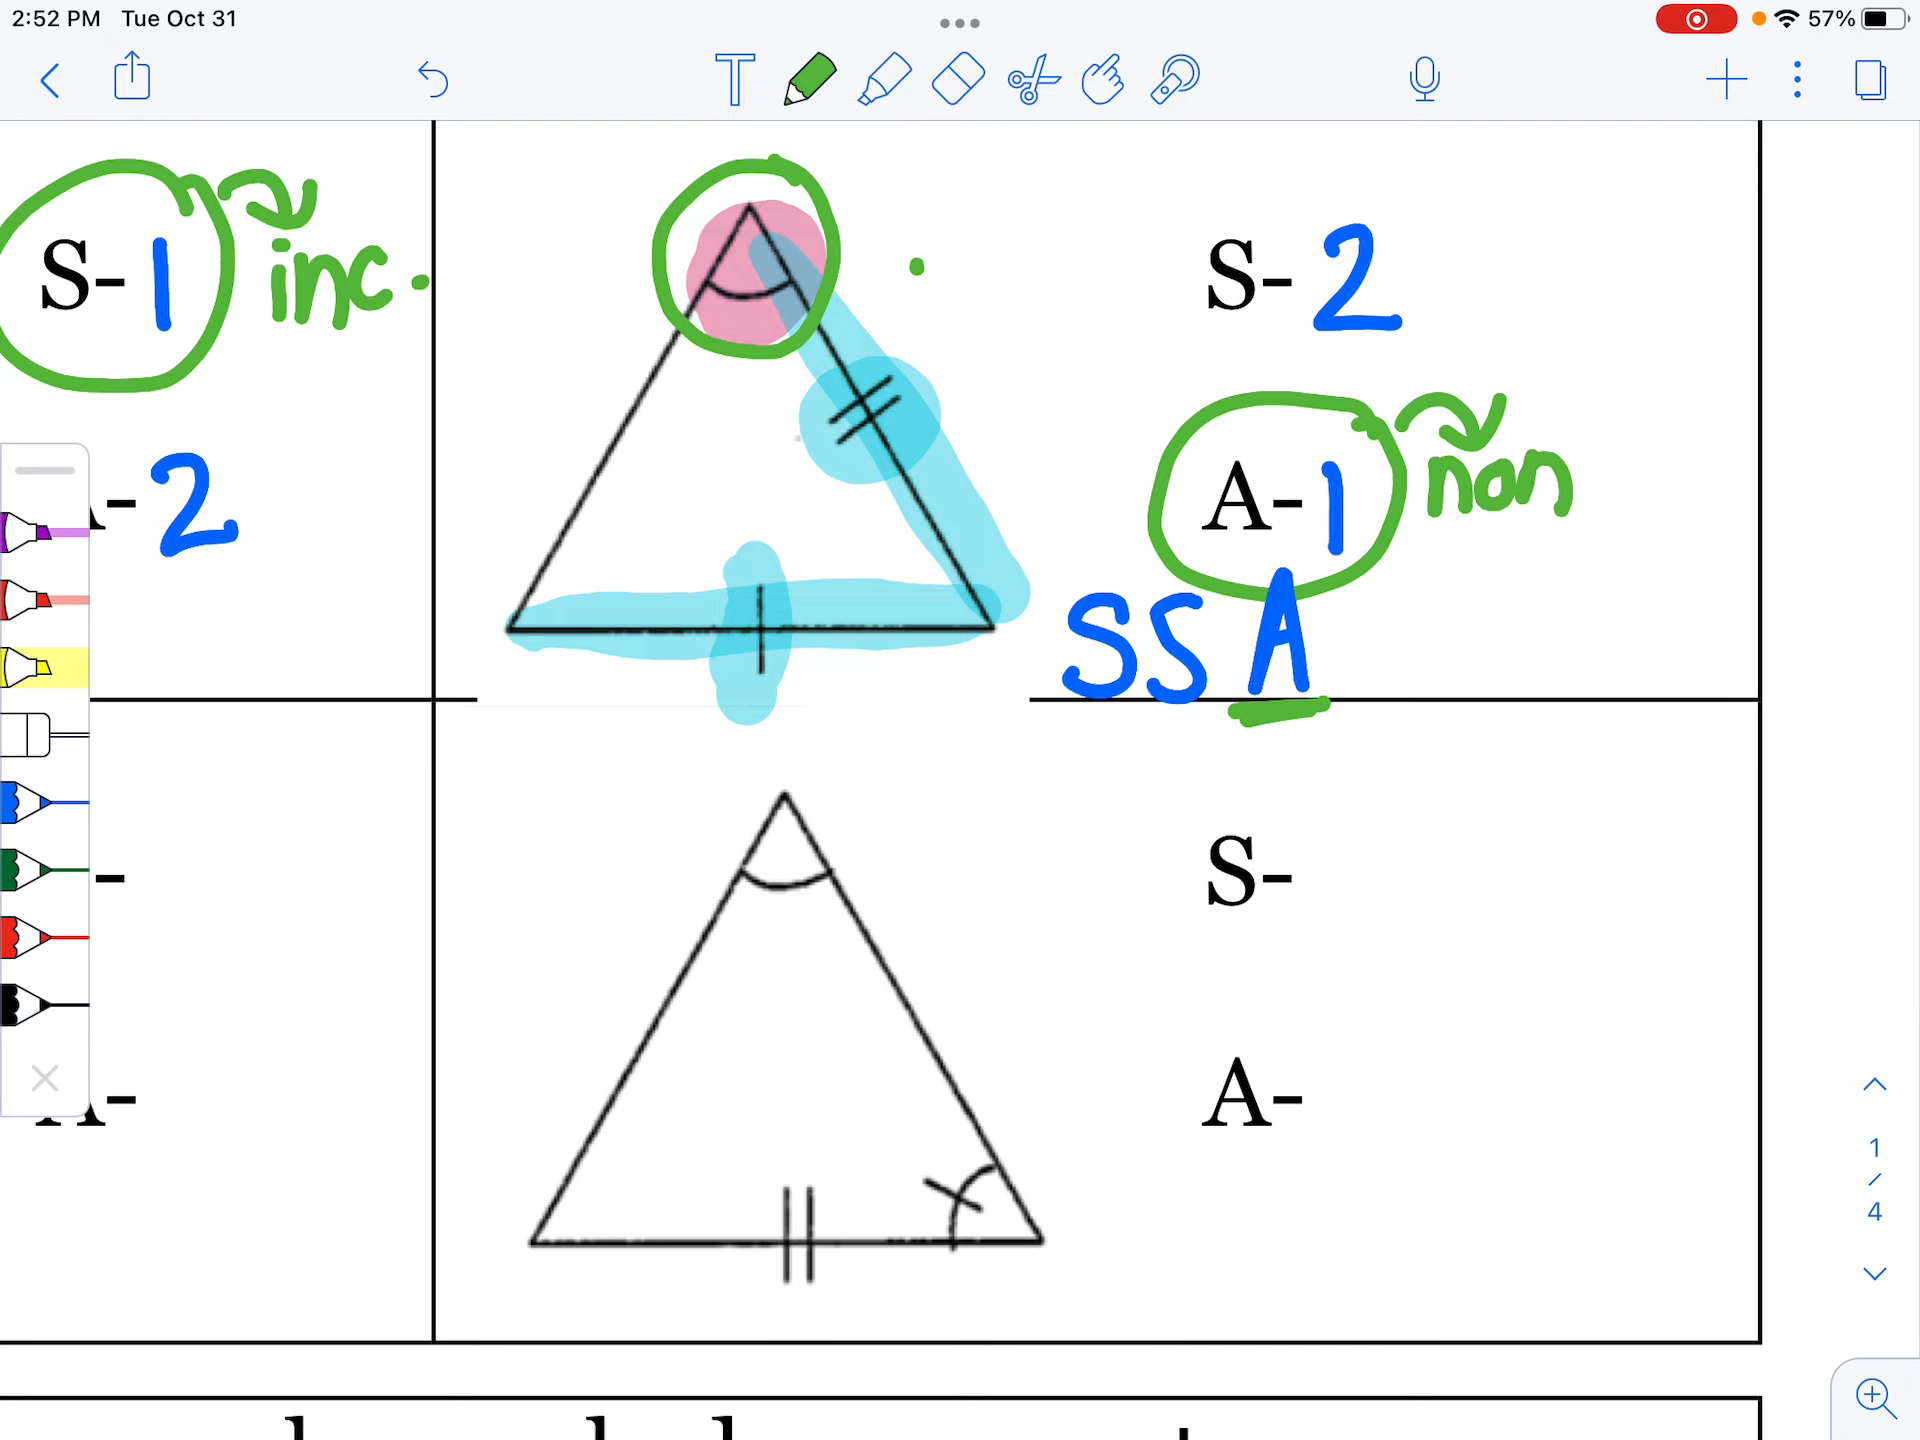 2:52 PM Tue Oct 31
57%
S- 1 inc.
S- 2
- 2
A- 1 non
SSA
-
S-
A-
A-
1
/
4